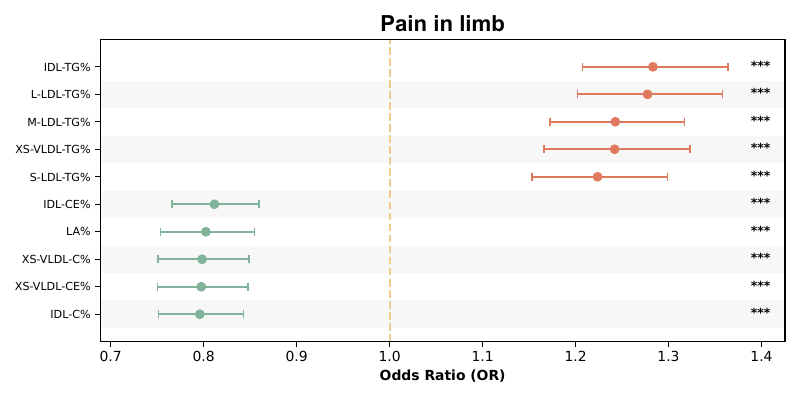 Pain in limb
IDL-TG% ***
L-LDL-TG% ***
M-LDL-TG% ***
XS-VLDL-TG% ***
S-LDL-TG% ***
IDL-CE% ***
LA% ***
XS-VLDL-C% ***
XS-VLDL-CE% ***
IDL-C% ***
0.7 0.8 0.9 1.0 1.1 1.2 1.3 1.4
Odds Ratio (OR)